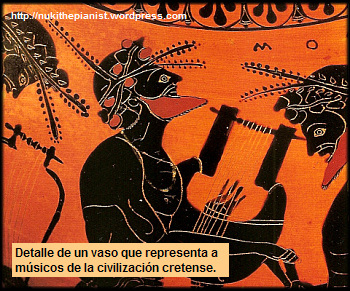 http://nukithepianist.wordpress.com
M O
Detalle de un vaso que representa a
músicos de la civilización cretense.